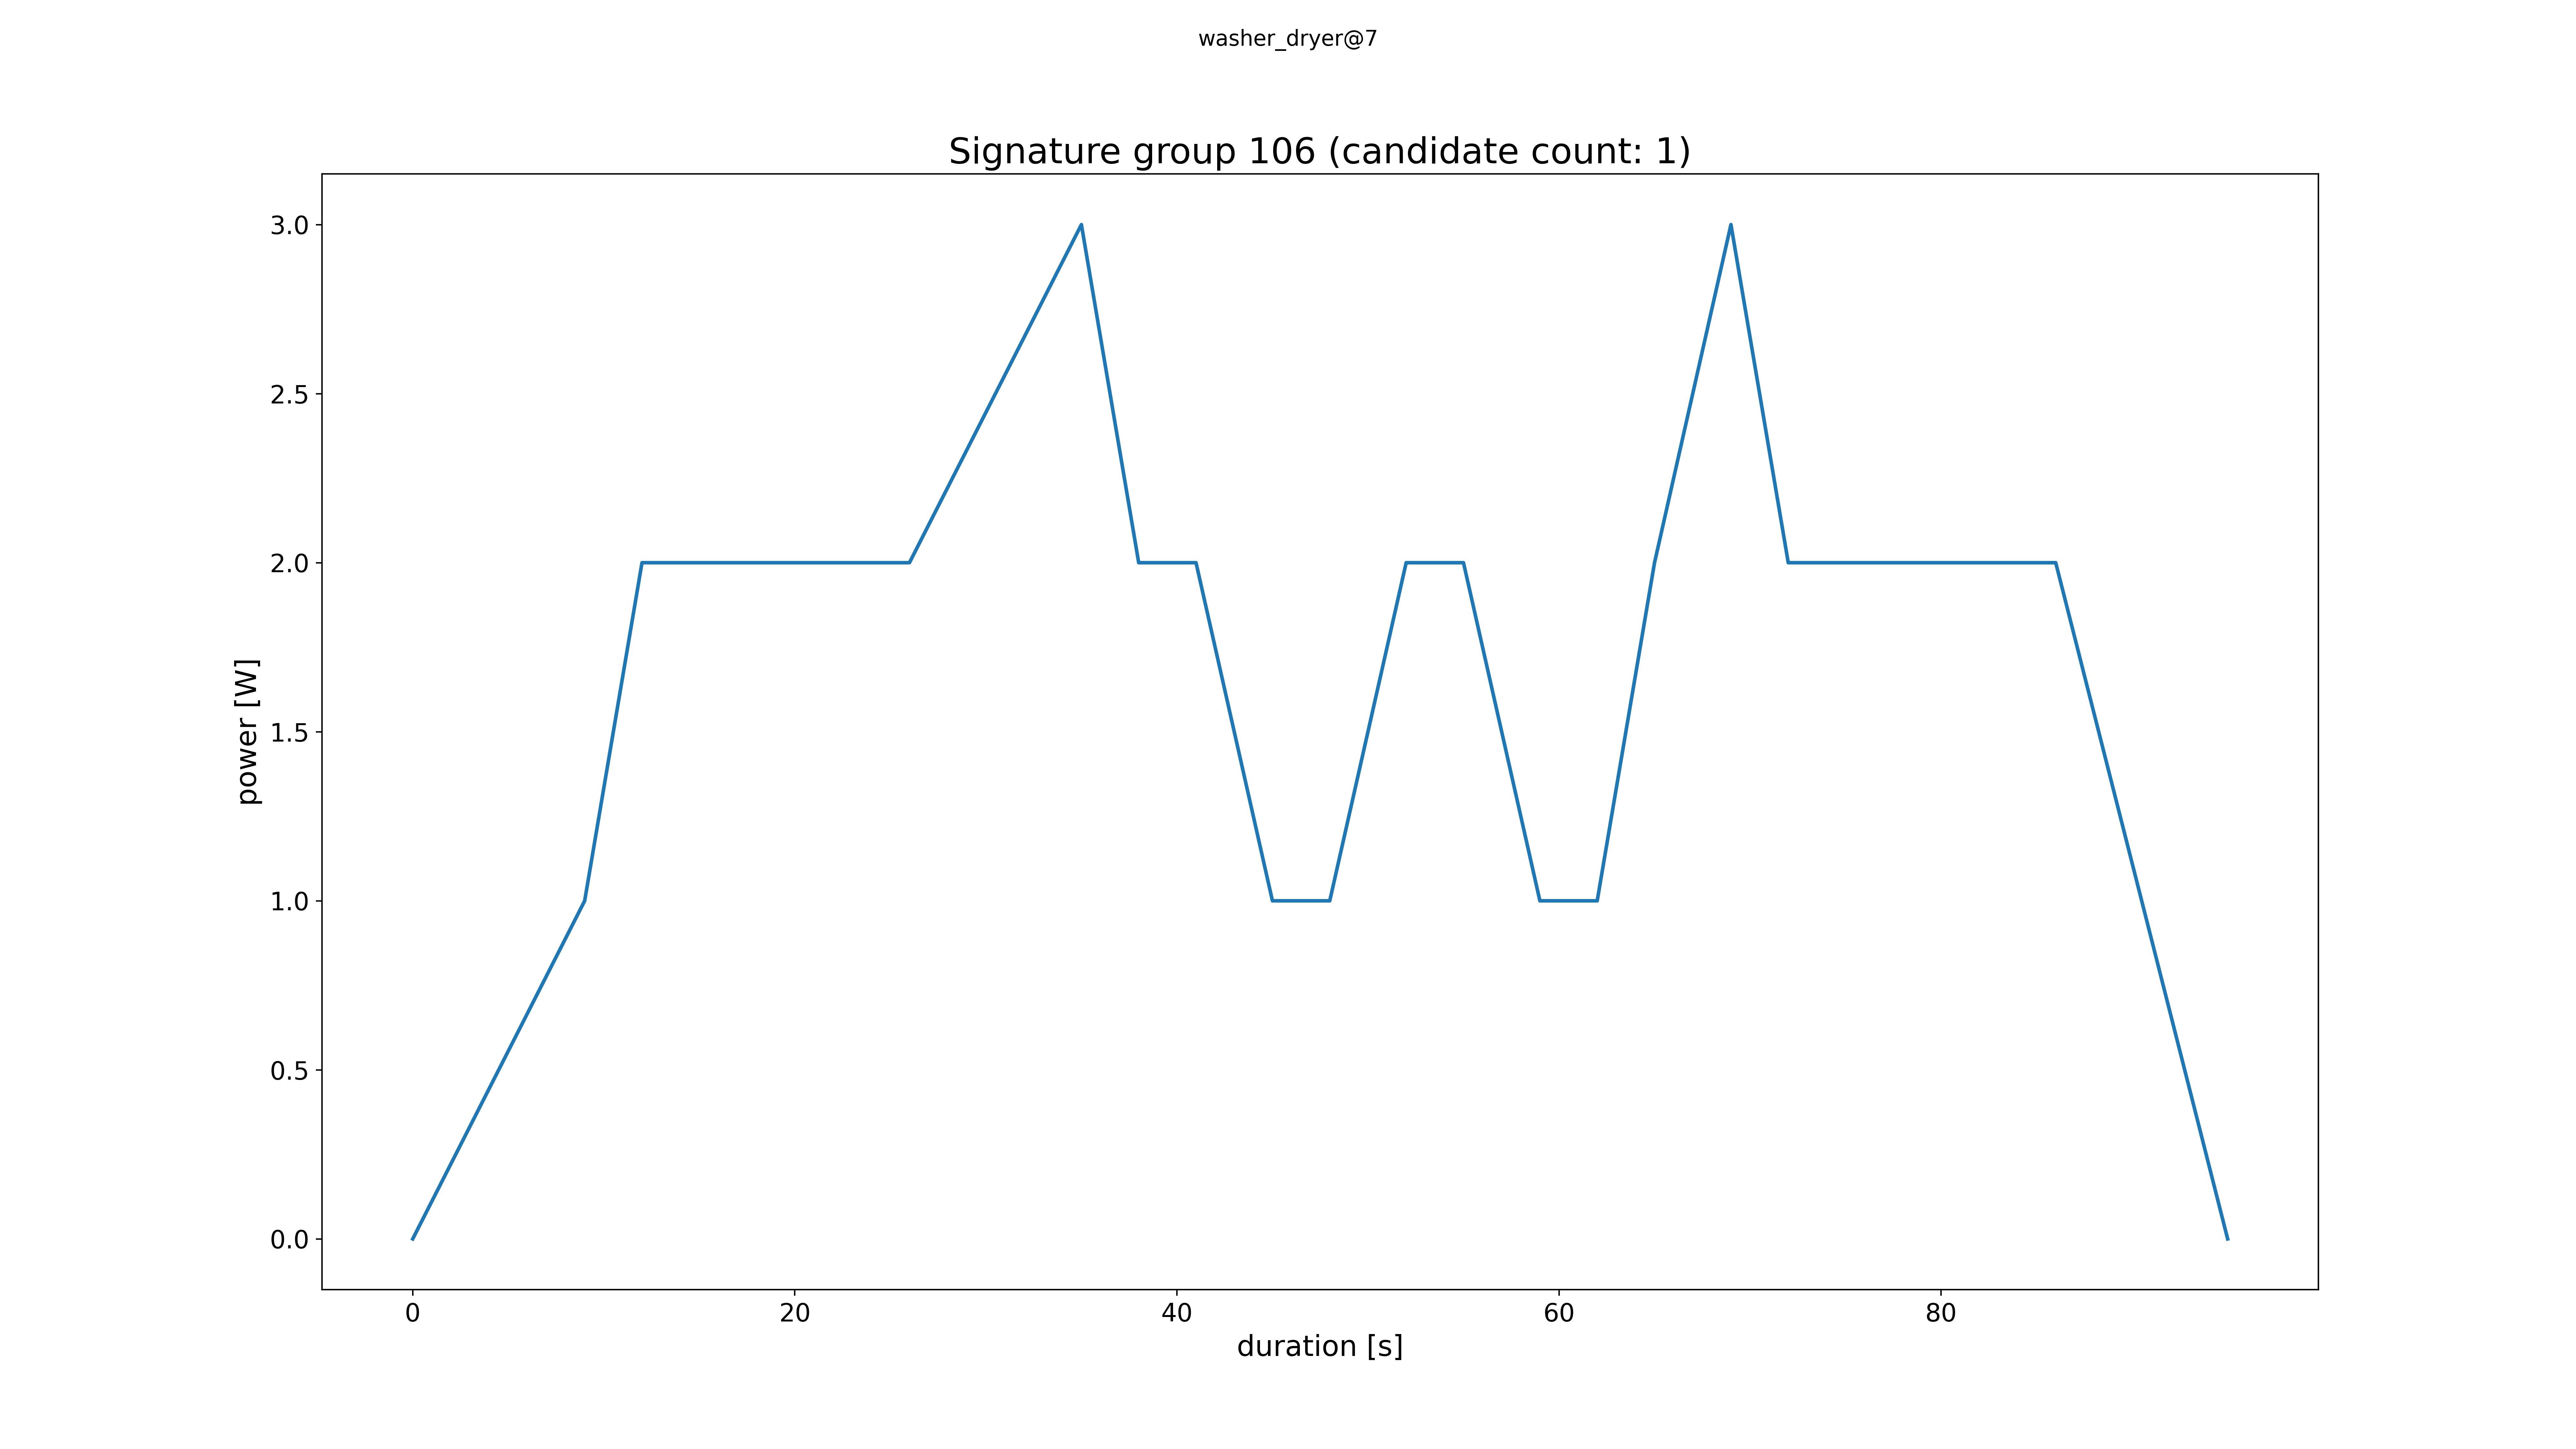 washer_dryer@7
Signature group 106 (candidate count: 1)
3.0
2.5
2.0
1.5
1.0
0.5
0.0
power [W]
0 20 40 60 80
duration [s]